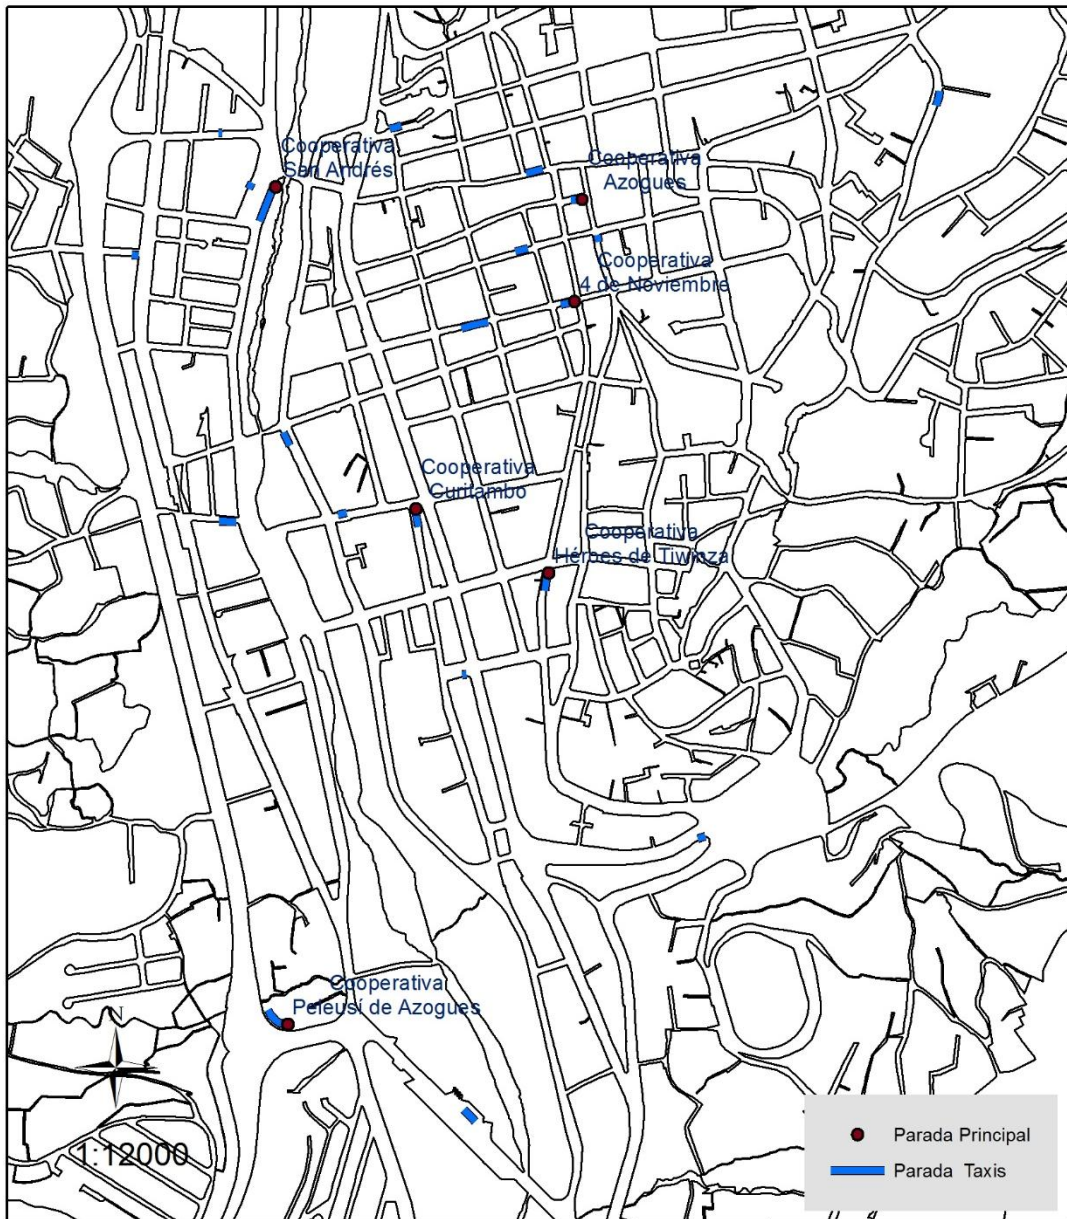 Cooperativa
San Andrés
Cooperativa
Azogues
Cooperativa
4 de Noviembre
Cooperativa
Curitambo
Cooperativa
Héroes de Tiwinza
Cooperativa
Peleusí de Azogues
N
1:12000
Parada Principal
Parada Taxis